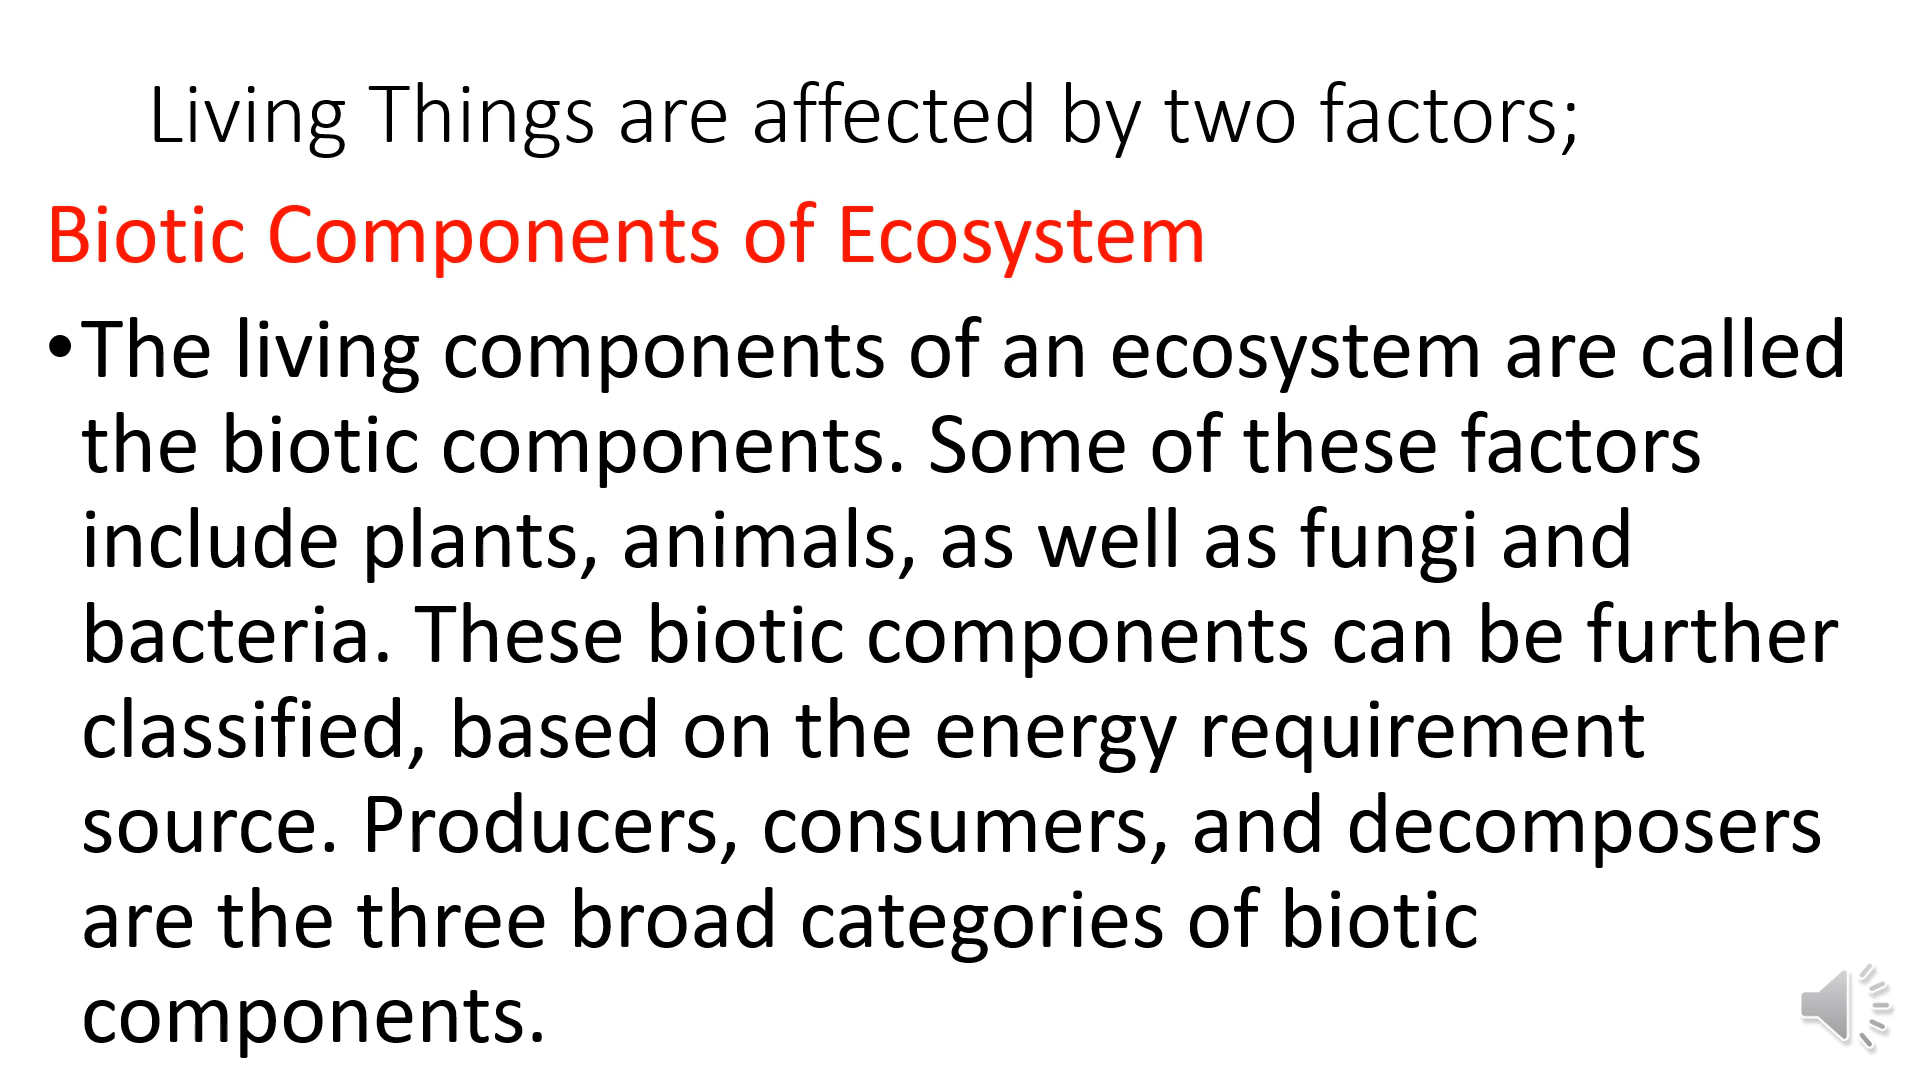 Living Things are affected by two factors;
Biotic Components of Ecosystem
•The living components of an ecosystem are called
the biotic components. Some of these factors
include plants, animals, as well as fungi and
bacteria. These biotic components can be further
classified, based on the energy requirement
source. Producers, consumers, and decomposers
are the three broad categories of biotic
components.